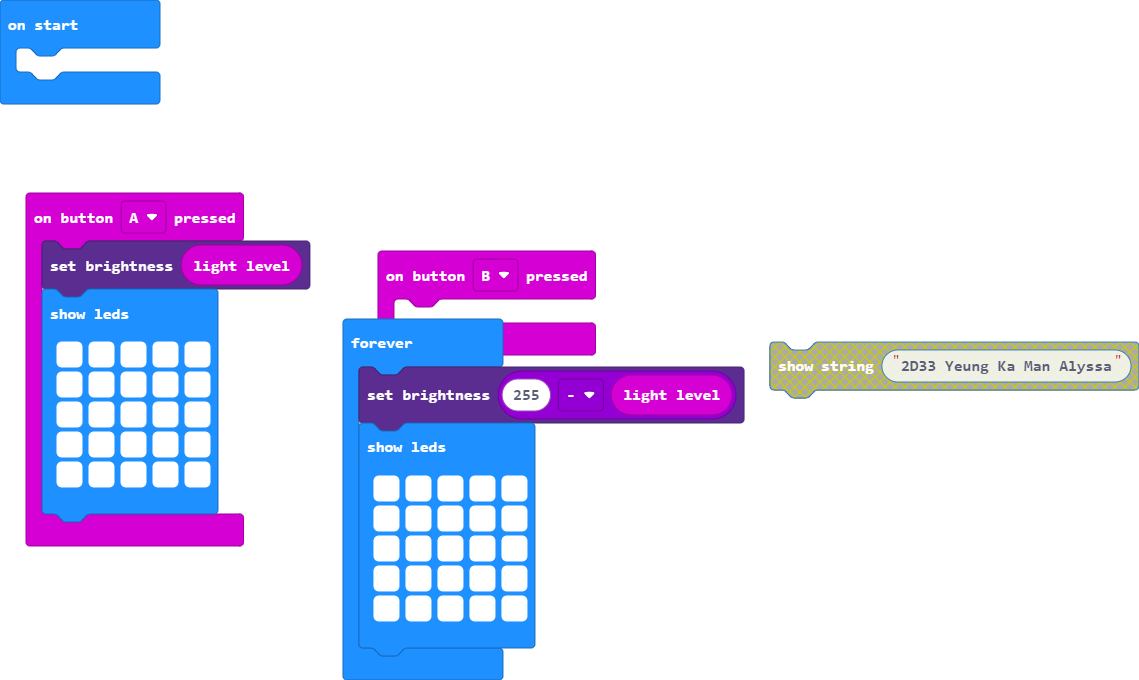 on start
on button A pressed
set brightness light level
show leds
on button B pressed
forever
set brightness 255 - light level
show leds
show string "2D33 Yeung Ka Man Alyssa"